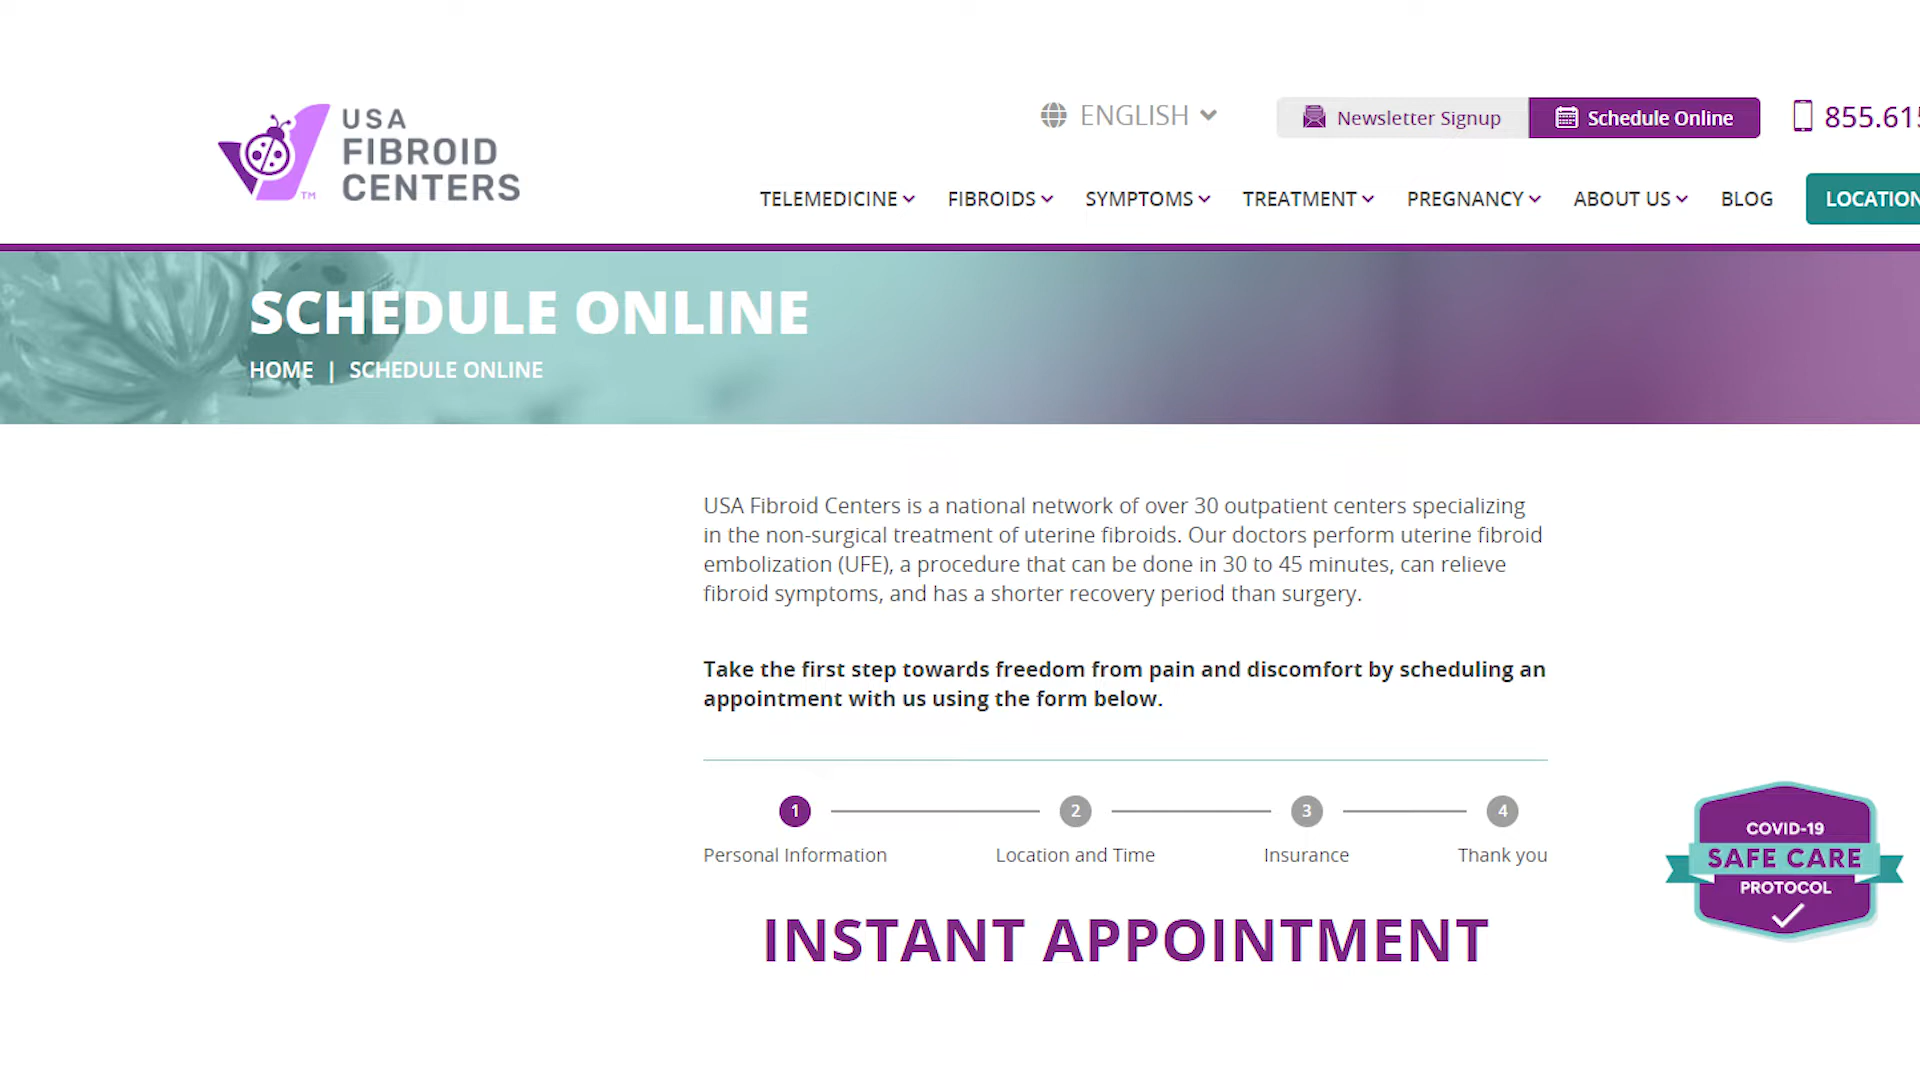 USA
FIBROID
CENTERS
TM
ENGLISH
Newsletter Signup
Schedule Online
855.615
TELEMEDICINE
FIBROIDS
SYMPTOMS
TREATMENT
PREGNANCY
ABOUT US
BLOG
LOCATION
SCHEDULE ONLINE
HOME | SCHEDULE ONLINE
USA Fibroid Centers is a national network of over 30 outpatient centers specializing
in the non-surgical treatment of uterine fibroids. Our doctors perform uterine fibroid
embolization (UFE), a procedure that can be done in 30 to 45 minutes, can relieve
fibroid symptoms, and has a shorter recovery period than surgery.
Take the first step towards freedom from pain and discomfort by scheduling an
appointment with us using the form below.
1 2 3 4
Personal Information
Location and Time
Insurance
Thank you
INSTANT APPOINTMENT
COVID-19
SAFE CARE
PROTOCOL